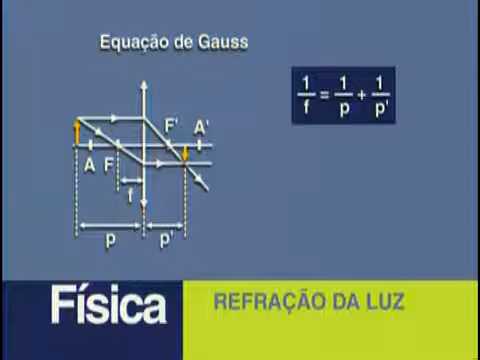 Equação de Gauss
1/f = 1/p + 1/p'
F' A'
A F
f
p p'
Física
REFRAÇÃO DA LUZ